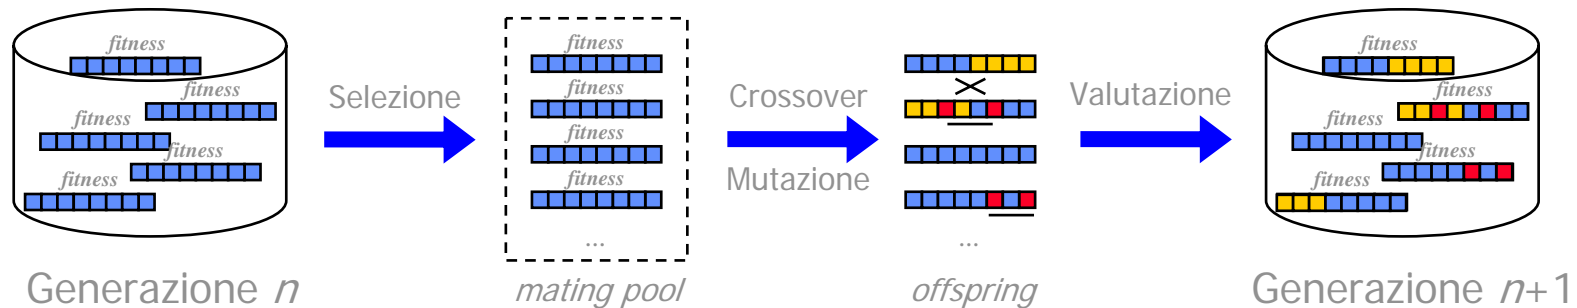 fitness
fitness
fitness
fitness
fitness
Generazione n
Selezione
fitness
fitness
fitness
fitness
...
mating pool
Crossover
Mutazione
...
offspring
Valutazione
fitness
fitness
fitness
fitness
fitness
Generazione n+1